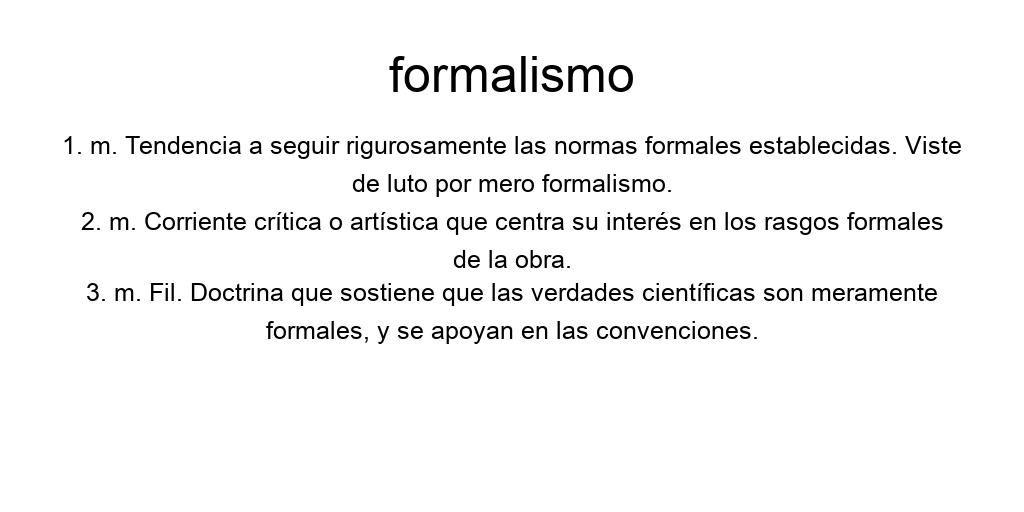 formalismo
1. m. Tendencia a seguir rigurosamente las normas formales establecidas. Viste
de luto por mero formalismo.
2. m. Corriente crítica o artística que centra su interés en los rasgos formales
de la obra.
3. m. Fil. Doctrina que sostiene que las verdades científicas son meramente
formales, y se apoyan en las convenciones.